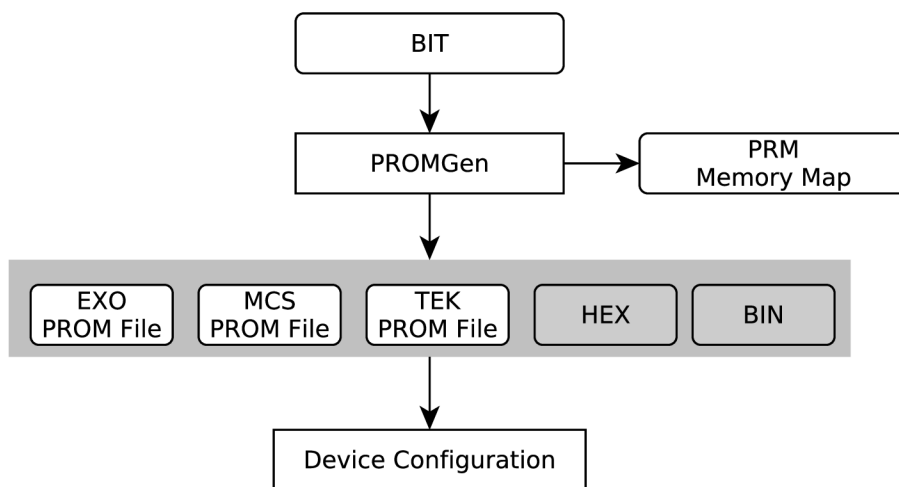 BIT
PROMGen
PRM
Memory Map
EXO
PROM File
MCS
PROM File
TEK
PROM File
HEX
BIN
Device Configuration